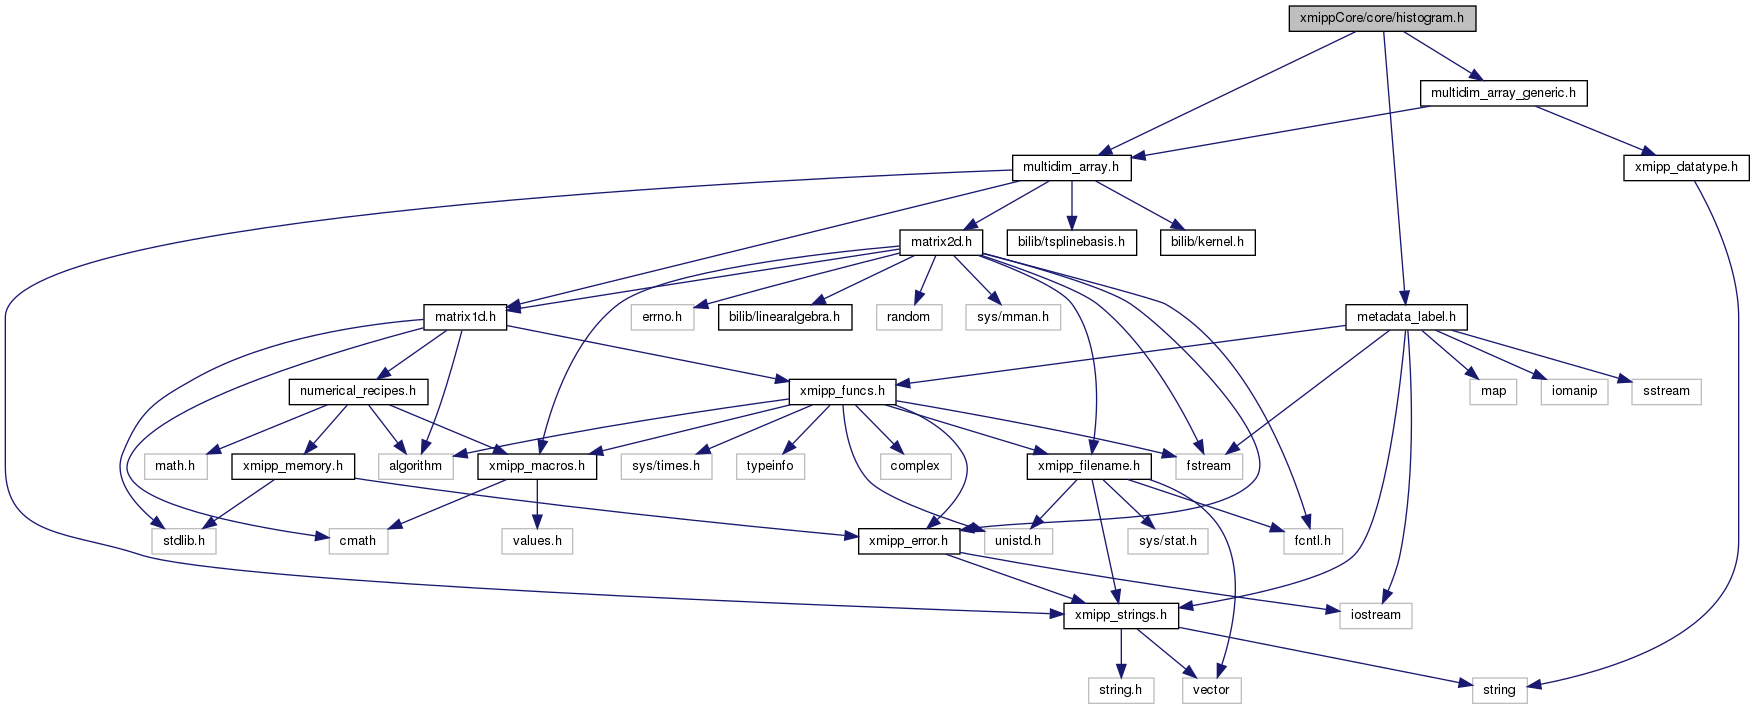 xmippCore/core/histogram.h
multidim_array_generic.h
multidim_array.h
xmipp_datatype.h
matrix2d.h
bilib/tsplinebasis.h
bilib/kernel.h
matrix1d.h
errno.h
bilib/linearalgebra.h
random
sys/mman.h
metadata_label.h
numerical_recipes.h
xmipp_funcs.h
map
iomanip
sstream
math.h
xmipp_memory.h
algorithm
xmipp_macros.h
sys/times.h
typeinfo
complex
xmipp_filename.h
fstream
stdlib.h
cmath
values.h
xmipp_error.h
unistd.h
sys/stat.h
fcntl.h
xmipp_strings.h
iostream
string.h
vector
string